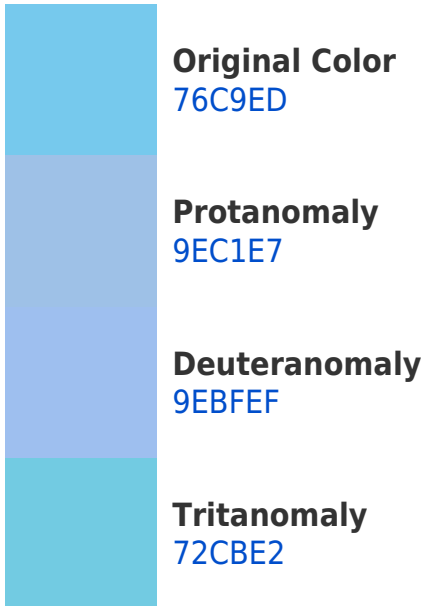 Original Color
76C9ED
Protanomaly
9EC1E7
Deuteranomaly
9EBFEF
Tritanomaly
72CBE2